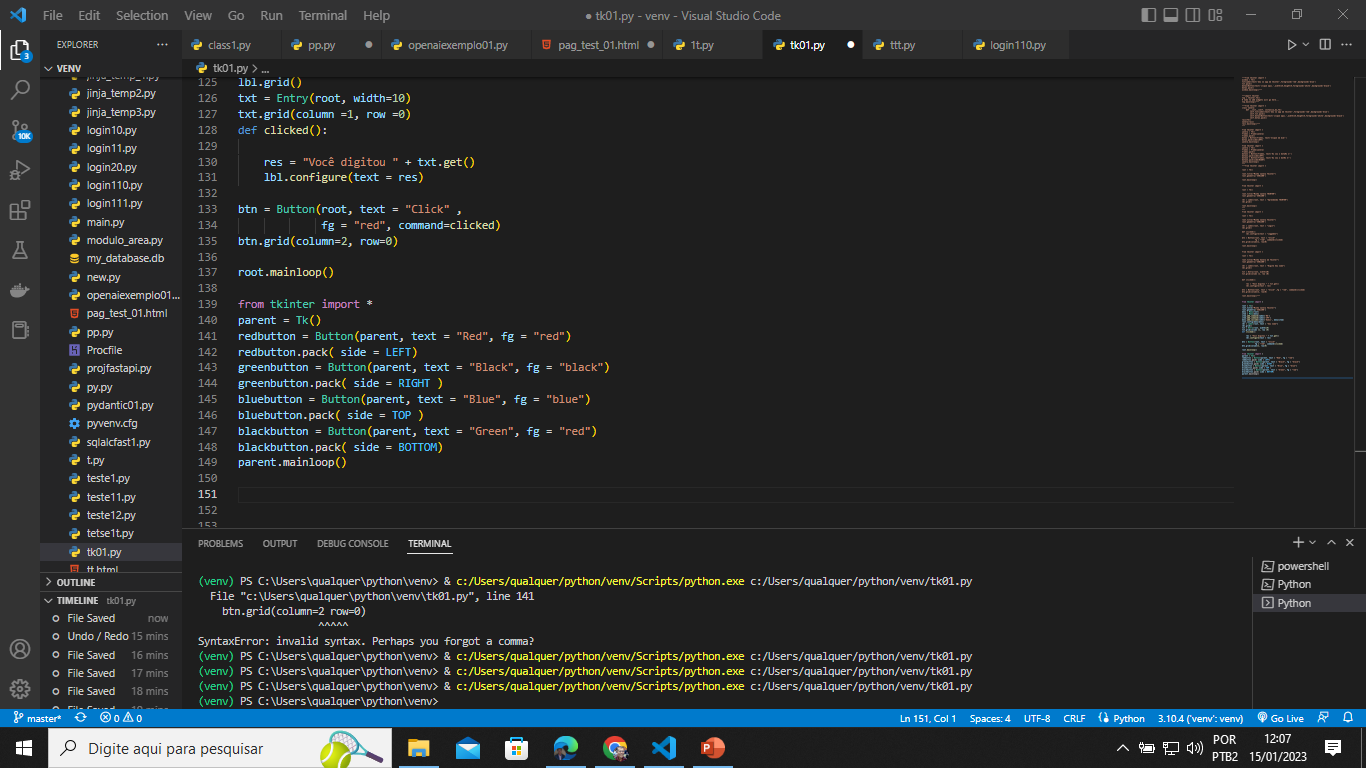 File Edit Selection View Go Run Terminal Help
● tk01.py - venv - Visual Studio Code
EXPLORER
class1.py
pp.py
openaiexemplo01.py
pag_test_01.html
1t.py
tk01.py
ttt.py
login110.py
VENV
tk01.py > ...
jinja_temp_1.py
jinja_temp2.py
jinja_temp3.py
login10.py
login11.py
login20.py
login110.py
login111.py
main.py
modulo_area.py
my_database.db
new.py
openaiexemplo01...
pag_test_01.html
pp.py
Procfile
projfastapi.py
py.py
pydantic01.py
pyvenv.cfg
sqlalcfast1.py
t.py
teste1.py
teste11.py
teste12.py
tetse1t.py
tk01.py
tt.html
OUTLINE
TIMELINE tk01.py
File Saved now
Undo / Redo 15 mins
File Saved 16 mins
File Saved 17 mins
File Saved 18 mins
3
10K
125 lbl.grid()
126 txt = Entry(root, width=10)
127 txt.grid(column =1, row =0)
128 def clicked():
129
130 res = "Você digitou " + txt.get()
131 lbl.configure(text = res)
132
133 btn = Button(root, text = "Click" ,
134 fg = "red", command=clicked)
135 btn.grid(column=2, row=0)
136
137 root.mainloop()
138
139 from tkinter import *
140 parent = Tk()
141 redbutton = Button(parent, text = "Red", fg = "red")
142 redbutton.pack( side = LEFT)
143 greenbutton = Button(parent, text = "Black", fg = "black")
144 greenbutton.pack( side = RIGHT )
145 bluebutton = Button(parent, text = "Blue", fg = "blue")
146 bluebutton.pack( side = TOP )
147 blackbutton = Button(parent, text = "Green", fg = "red")
148 blackbutton.pack( side = BOTTOM)
149 parent.mainloop()
150
151
152
153
PROBLEMS OUTPUT DEBUG CONSOLE TERMINAL
(venv) PS C:\Users\qualquer\python\venv> & c:/Users/qualquer/python/venv/Scripts/python.exe c:/Users/qualquer/python/venv/tk01.py
File "c:\Users\qualquer\python\venv\tk01.py", line 141
btn.grid(column=2 row=0)
^^^^^
SyntaxError: invalid syntax. Perhaps you forgot a comma?
(venv) PS C:\Users\qualquer\python\venv> & c:/Users/qualquer/python/venv/Scripts/python.exe c:/Users/qualquer/python/venv/tk01.py
(venv) PS C:\Users\qualquer\python\venv> & c:/Users/qualquer/python/venv/Scripts/python.exe c:/Users/qualquer/python/venv/tk01.py
(venv) PS C:\Users\qualquer\python\venv> & c:/Users/qualquer/python/venv/Scripts/python.exe c:/Users/qualquer/python/venv/tk01.py
(venv) PS C:\Users\qualquer\python\venv>
powershell
Python
Python
master* 0 0
Ln 151, Col 1 Spaces: 4 UTF-8 CRLF Python 3.10.4 ('venv': venv) Go Live
Digite aqui para pesquisar
POR
PTB2
12:07
15/01/2023